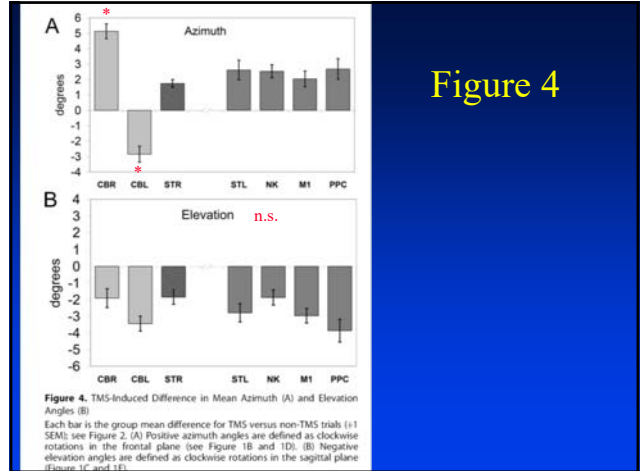 Figure 4
A
*
Azimuth
degrees
6
5
4
3
2
1
0
-1
-2
-3
-4
*
CBR CBL STR STL NK M1 PPC
B
Elevation n.s.
degrees
4
3
2
1
0
-1
-2
-3
-4
-5
-6
CBR CBL STR STL NK M1 PPC
Figure 4. TMS-Induced Difference in Mean Azimuth (A) and Elevation
Angles (B)
Each bar is the group mean difference for TMS versus non-TMS trials (±1
SEM); see Figure 2. (A) Positive azimuth angles are defined as clockwise
rotations in the frontal plane (see Figure 1B and 1D). (B) Negative
elevation angles are defined as clockwise rotations in the sagittal plane
(Figure 1C and 1E).